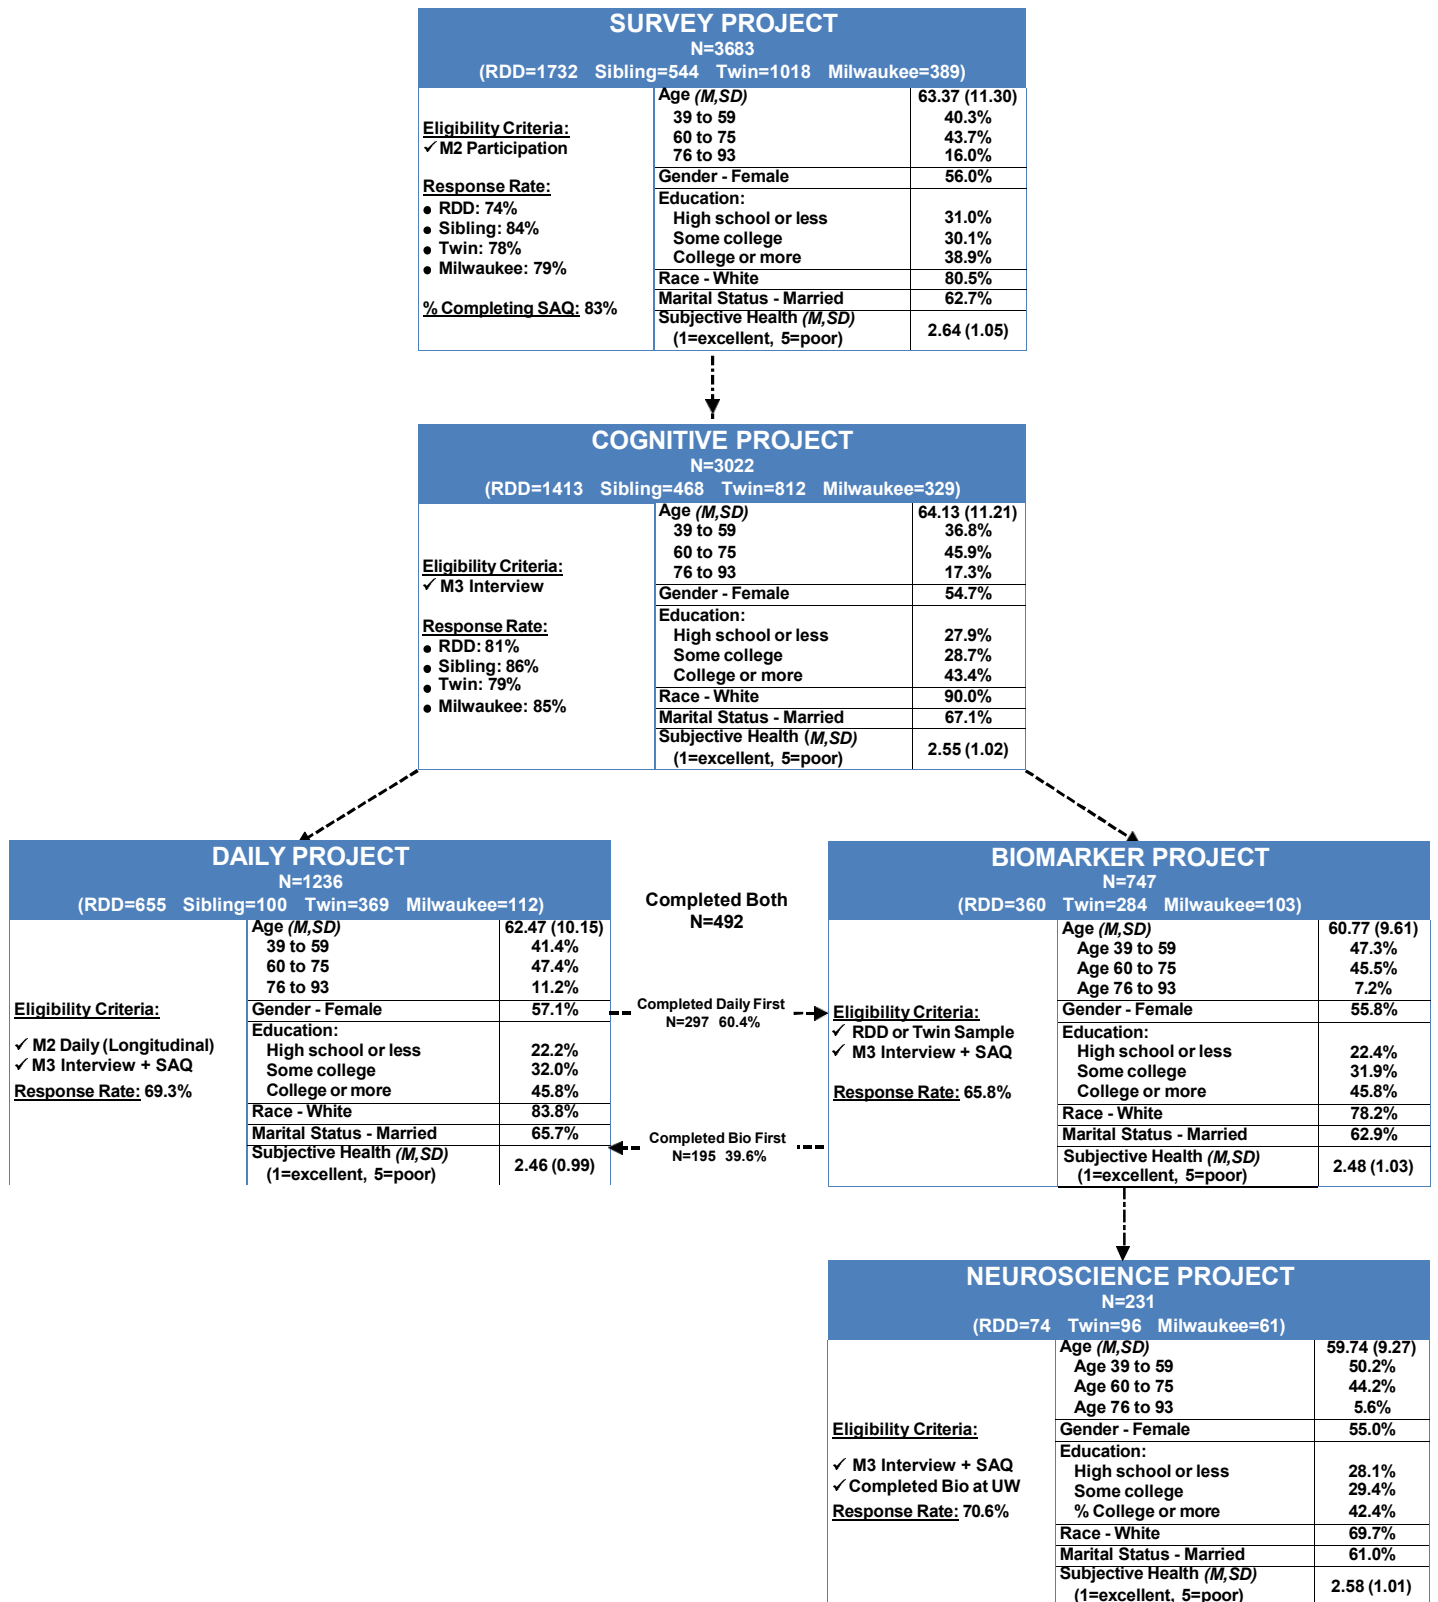 SURVEY PROJECT
N=3683
(RDD=1732 Sibling=544 Twin=1018 Milwaukee=389)
Eligibility Criteria:
✓ M2 Participation
Response Rate:
● RDD: 74%
● Sibling: 84%
● Twin: 78%
● Milwaukee: 79%
% Completing SAQ: 83%
Age (M,SD) 63.37 (11.30)
39 to 59 40.3%
60 to 75 43.7%
76 to 93 16.0%
Gender - Female 56.0%
Education:
High school or less 31.0%
Some college 30.1%
College or more 38.9%
Race - White 80.5%
Marital Status - Married 62.7%
Subjective Health (M,SD)
(1=excellent, 5=poor) 2.64 (1.05)
COGNITIVE PROJECT
N=3022
(RDD=1413 Sibling=468 Twin=812 Milwaukee=329)
Eligibility Criteria:
✓ M3 Interview
Response Rate:
● RDD: 81%
● Sibling: 86%
● Twin: 79%
● Milwaukee: 85%
Age (M,SD) 64.13 (11.21)
39 to 59 36.8%
60 to 75 45.9%
76 to 93 17.3%
Gender - Female 54.7%
Education:
High school or less 27.9%
Some college 28.7%
College or more 43.4%
Race - White 90.0%
Marital Status - Married 67.1%
Subjective Health (M,SD)
(1=excellent, 5=poor) 2.55 (1.02)
DAILY PROJECT
N=1236
(RDD=655 Sibling=100 Twin=369 Milwaukee=112)
Eligibility Criteria:
✓ M2 Daily (Longitudinal)
✓ M3 Interview + SAQ
Response Rate: 69.3%
Age (M,SD) 62.47 (10.15)
39 to 59 41.4%
60 to 75 47.4%
76 to 93 11.2%
Gender - Female 57.1%
Education:
High school or less 22.2%
Some college 32.0%
College or more 45.8%
Race - White 83.8%
Marital Status - Married 65.7%
Subjective Health (M,SD)
(1=excellent, 5=poor) 2.46 (0.99)
Completed Both
N=492
Completed Daily First
N=297 60.4%
Completed Bio First
N=195 39.6%
BIOMARKER PROJECT
N=747
(RDD=360 Twin=284 Milwaukee=103)
Eligibility Criteria:
✓ RDD or Twin Sample
✓ M3 Interview + SAQ
Response Rate: 65.8%
Age (M,SD) 60.77 (9.61)
Age 39 to 59 47.3%
Age 60 to 75 45.5%
Age 76 to 93 7.2%
Gender - Female 55.8%
Education:
High school or less 22.4%
Some college 31.9%
College or more 45.8%
Race - White 78.2%
Marital Status - Married 62.9%
Subjective Health (M,SD)
(1=excellent, 5=poor) 2.48 (1.03)
NEUROSCIENCE PROJECT
N=231
(RDD=74 Twin=96 Milwaukee=61)
Eligibility Criteria:
✓ M3 Interview + SAQ
✓ Completed Bio at UW
Response Rate: 70.6%
Age (M,SD) 59.74 (9.27)
Age 39 to 59 50.2%
Age 60 to 75 44.2%
Age 76 to 93 5.6%
Gender - Female 55.0%
Education:
High school or less 28.1%
Some college 29.4%
% College or more 42.4%
Race - White 69.7%
Marital Status - Married 61.0%
Subjective Health (M,SD)
(1=excellent, 5=poor) 2.58 (1.01)